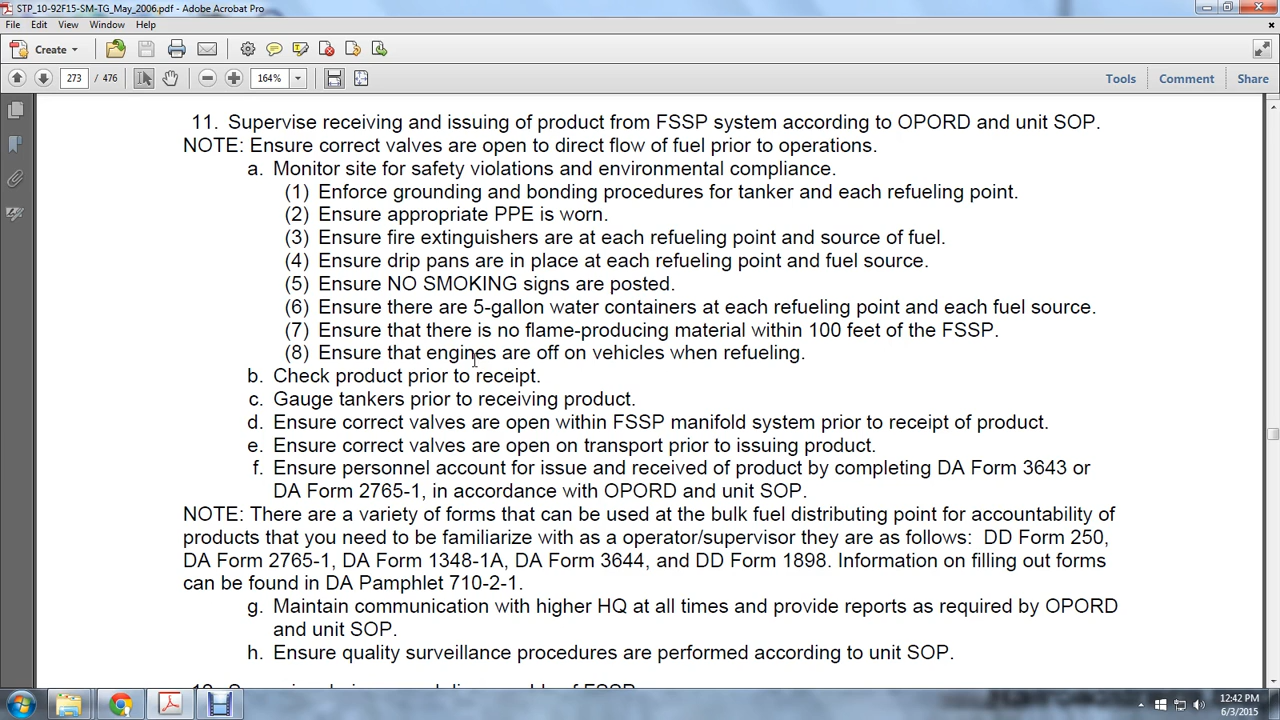 STP_10-92F15-SM-TG_May_2006.pdf - Adobe Acrobat Pro
File Edit View Window Help
Create
273 / 476 164% Tools Comment Share
11. Supervise receiving and issuing of product from FSSP system according to OPORD and unit SOP.
NOTE: Ensure correct valves are open to direct flow of fuel prior to operations.
a. Monitor site for safety violations and environmental compliance.
(1) Enforce grounding and bonding procedures for tanker and each refueling point.
(2) Ensure appropriate PPE is worn.
(3) Ensure fire extinguishers are at each refueling point and source of fuel.
(4) Ensure drip pans are in place at each refueling point and fuel source.
(5) Ensure NO SMOKING signs are posted.
(6) Ensure there are 5-gallon water containers at each refueling point and each fuel source.
(7) Ensure that there is no flame-producing material within 100 feet of the FSSP.
(8) Ensure that engines are off on vehicles when refueling.
b. Check product prior to receipt.
c. Gauge tankers prior to receiving product.
d. Ensure correct valves are open within FSSP manifold system prior to receipt of product.
e. Ensure correct valves are open on transport prior to issuing product.
f. Ensure personnel account for issue and received of product by completing DA Form 3643 or
DA Form 2765-1, in accordance with OPORD and unit SOP.
NOTE: There are a variety of forms that can be used at the bulk fuel distributing point for accountability of
products that you need to be familiarize with as a operator/supervisor they are as follows: DD Form 250,
DA Form 2765-1, DA Form 1348-1A, DA Form 3644, and DD Form 1898. Information on filling out forms
can be found in DA Pamphlet 710-2-1.
g. Maintain communication with higher HQ at all times and provide reports as required by OPORD
and unit SOP.
h. Ensure quality surveillance procedures are performed according to unit SOP.
12:42 PM
6/3/2015